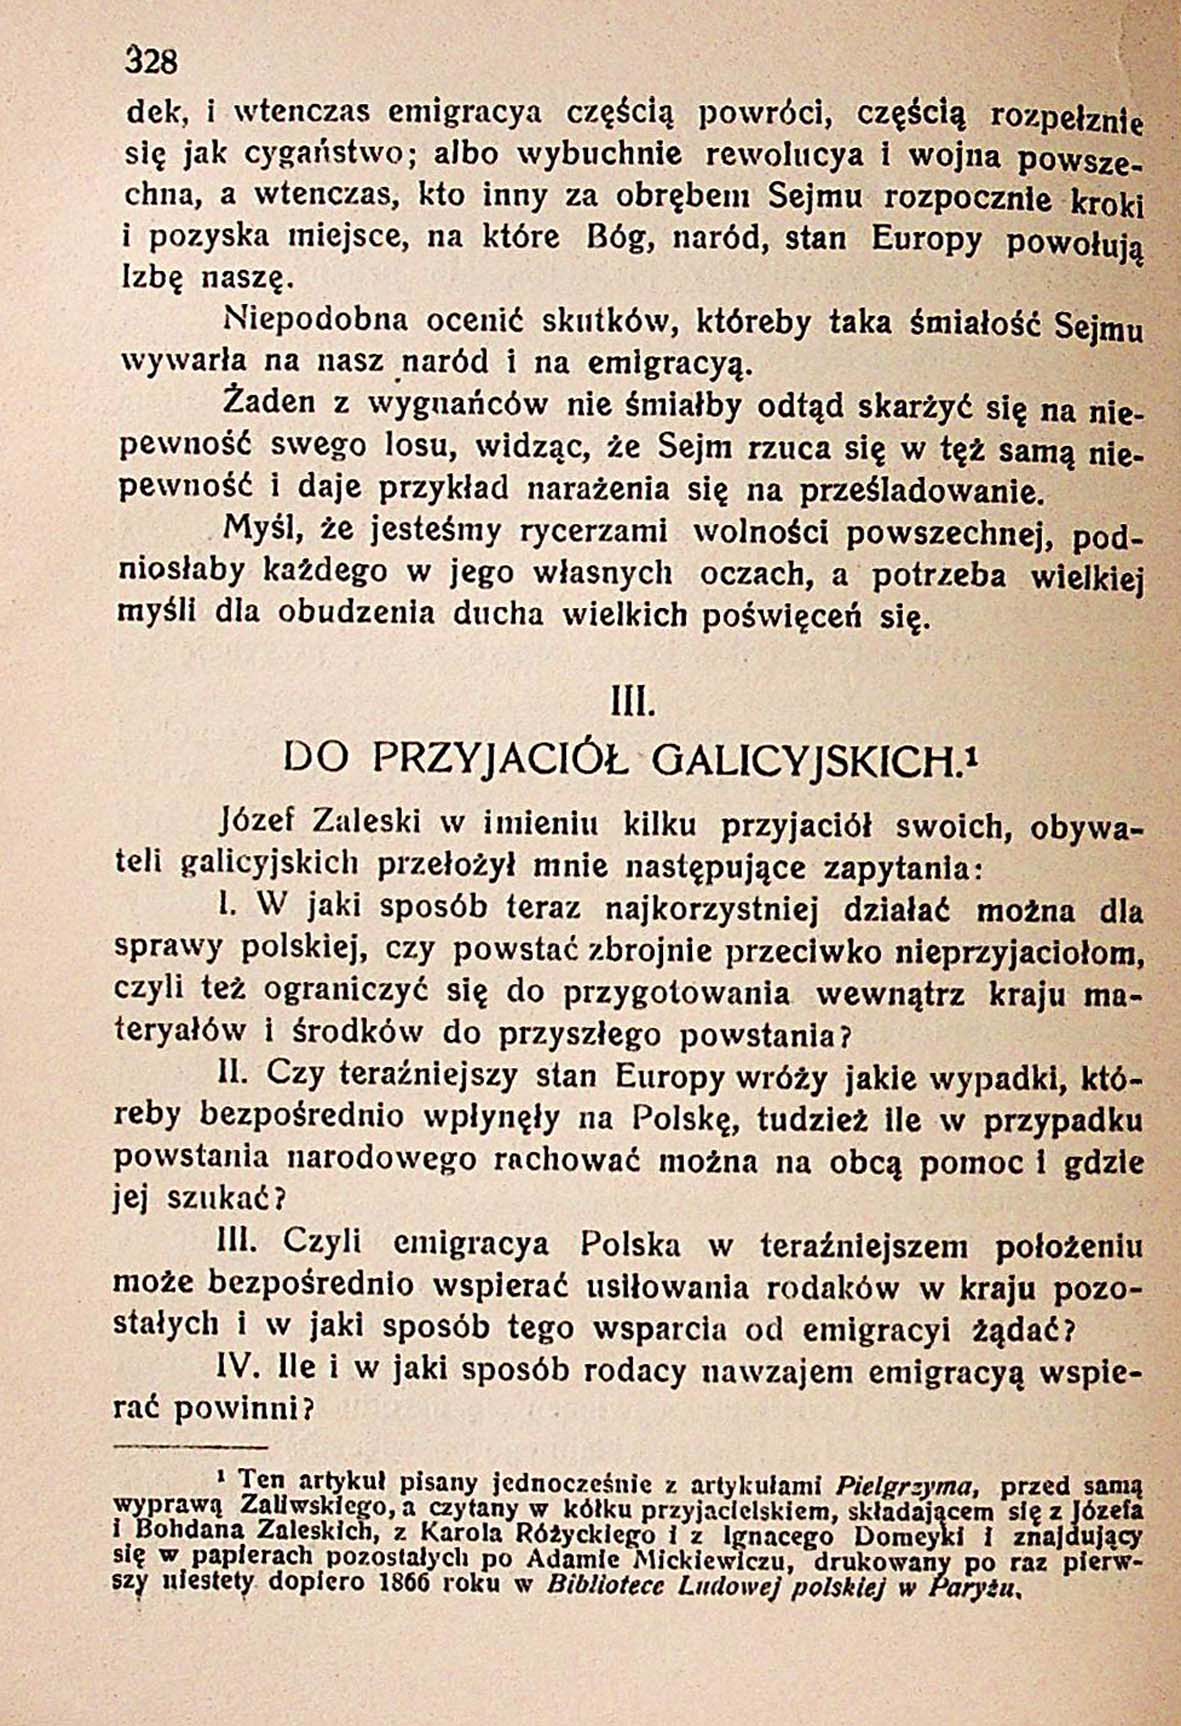 328
dek, i wtenczas emigracya częścią powróci, częścią rozpełznie
się jak cygaństwo; albo wybuchnie rewolucya i wojna powsze-
chna, a wtenczas, kto inny za obrębem Sejmu rozpocznie kroki
i pozyska miejsce, na które Bóg, naród, stan Europy powołują
Izbę naszę.
Niepodobna ocenić skutków, któreby taka śmiałość Sejmu
wywarła na nasz naród i na emigracyą.
Żaden z wygnańców nie śmiałby odtąd skarżyć się na nie-
pewność swego losu, widząc, że Sejm rzuca się w tęż samą nie-
pewność i daje przykład narażenia się na prześladowanie.
Myśl, że jesteśmy rycerzami wolności powszechnej, pod-
niosłaby każdego w jego własnych oczach, a potrzeba wielkiej
myśli dla obudzenia ducha wielkich poświęceń się.
III.
DO PRZYJACIÓŁ GALICYJSKICH.¹
Józef Zaleski w imieniu kilku przyjaciół swoich, obywa-
teli galicyjskich przełożył mnie następujące zapytania:
I. W jaki sposób teraz najkorzystniej działać można dla
sprawy polskiej, czy powstać zbrojnie przeciwko nieprzyjaciołom,
czyli też ograniczyć się do przygotowania wewnątrz kraju ma-
teryałów i środków do przyszłego powstania?
II. Czy teraźniejszy stan Europy wróży jakie wypadki, któ-
reby bezpośrednio wpłynęły na Polskę, tudzież ile w przypadku
powstania narodowego rachować można na obcą pomoc i gdzie
jej szukać?
III. Czyli emigracya Polska w teraźniejszem położeniu
może bezpośrednio wspierać usiłowania rodaków w kraju pozo-
stałych i w jaki sposób tego wsparcia od emigracyi żądać?
IV. Ile i w jaki sposób rodacy nawzajem emigracyą wspie-
rać powinni?
¹ Ten artykuł pisany jednocześnie z artykułami Pielgrzyma, przed samą
wyprawą Zaliwskiego, a czytany w kółku przyjacielskiem, składającem się z Józefa
i Bohdana Zaleskich, z Karola Różyckiego i z Ignacego Domeyki i znajdujący
się w papierach pozostałych po Adamie Mickiewiczu, drukowany po raz pierw-
szy niestety dopiero 1866 roku w Bibliotece Ludowej polskiej w Paryżu.